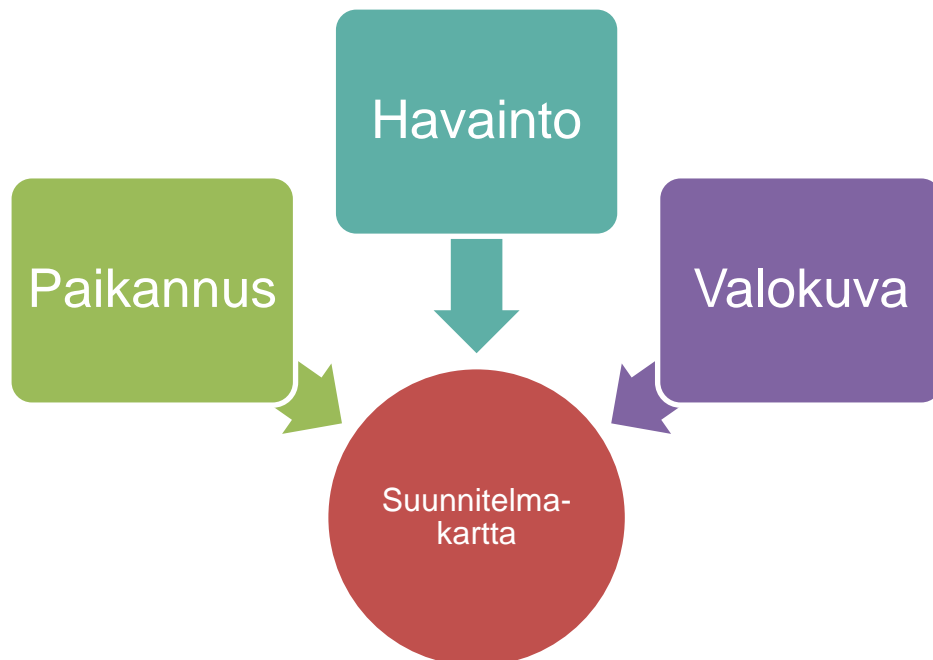 Havainto
Paikannus
Valokuva
Suunnitelma-
kartta